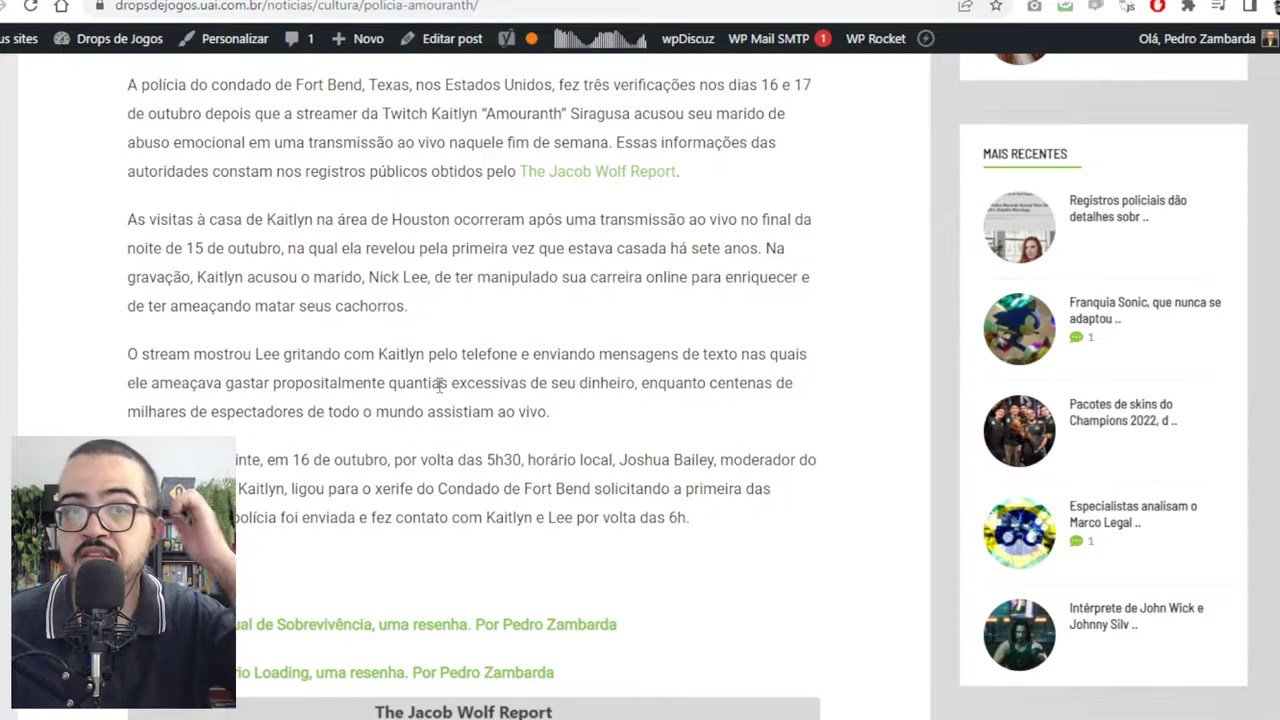 dropsdejogos.uai.com.br/noticias/cultura/policia-amouranth/
us sites Drops de Jogos Personalizar 1 Novo Editar post wpDiscuz WP Mail SMTP 1 WP Rocket Olá, Pedro Zambarda
A polícia do condado de Fort Bend, Texas, nos Estados Unidos, fez três verificações nos dias 16 e 17
de outubro depois que a streamer da Twitch Kaitlyn “Amouranth” Siragusa acusou seu marido de
abuso emocional em uma transmissão ao vivo naquele fim de semana. Essas informações das
autoridades constam nos registros públicos obtidos pelo The Jacob Wolf Report.
As visitas à casa de Kaitlyn na área de Houston ocorreram após uma transmissão ao vivo no final da
noite de 15 de outubro, na qual ela revelou pela primeira vez que estava casada há sete anos. Na
gravação, Kaitlyn acusou o marido, Nick Lee, de ter manipulado sua carreira online para enriquecer e
de ter ameaçando matar seus cachorros.
O stream mostrou Lee gritando com Kaitlyn pelo telefone e enviando mensagens de texto nas quais
ele ameaçava gastar propositalmente quantias excessivas de seu dinheiro, enquanto centenas de
milhares de espectadores de todo o mundo assistiam ao vivo.
inte, em 16 de outubro, por volta das 5h30, horário local, Joshua Bailey, moderador do
Kaitlyn, ligou para o xerife do Condado de Fort Bend solicitando a primeira das
polícia foi enviada e fez contato com Kaitlyn e Lee por volta das 6h.
ual de Sobrevivência, uma resenha. Por Pedro Zambarda
rio Loading, uma resenha. Por Pedro Zambarda
The Jacob Wolf Report
MAIS RECENTES
Registros policiais dão
detalhes sobr ..
Franquia Sonic, que nunca se
adaptou ..
1
Pacotes de skins do
Champions 2022, d ..
Especialistas analisam o
Marco Legal ..
1
Intérprete de John Wick e
Johnny Silv ..